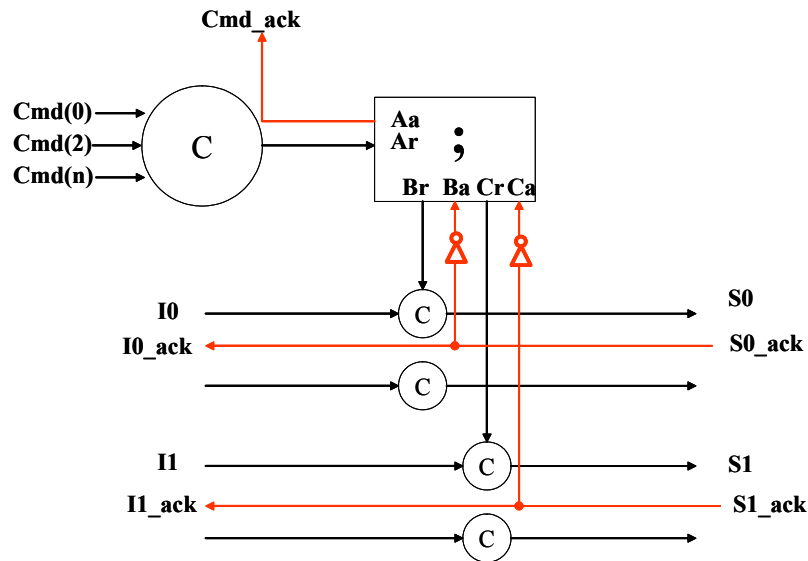 Cmd_ack
Cmd(0)
Cmd(2)
Cmd(n)
C
Aa
Ar
;
Br Ba Cr Ca
I0
C
S0
I0_ack
S0_ack
C
I1
C
S1
I1_ack
S1_ack
C